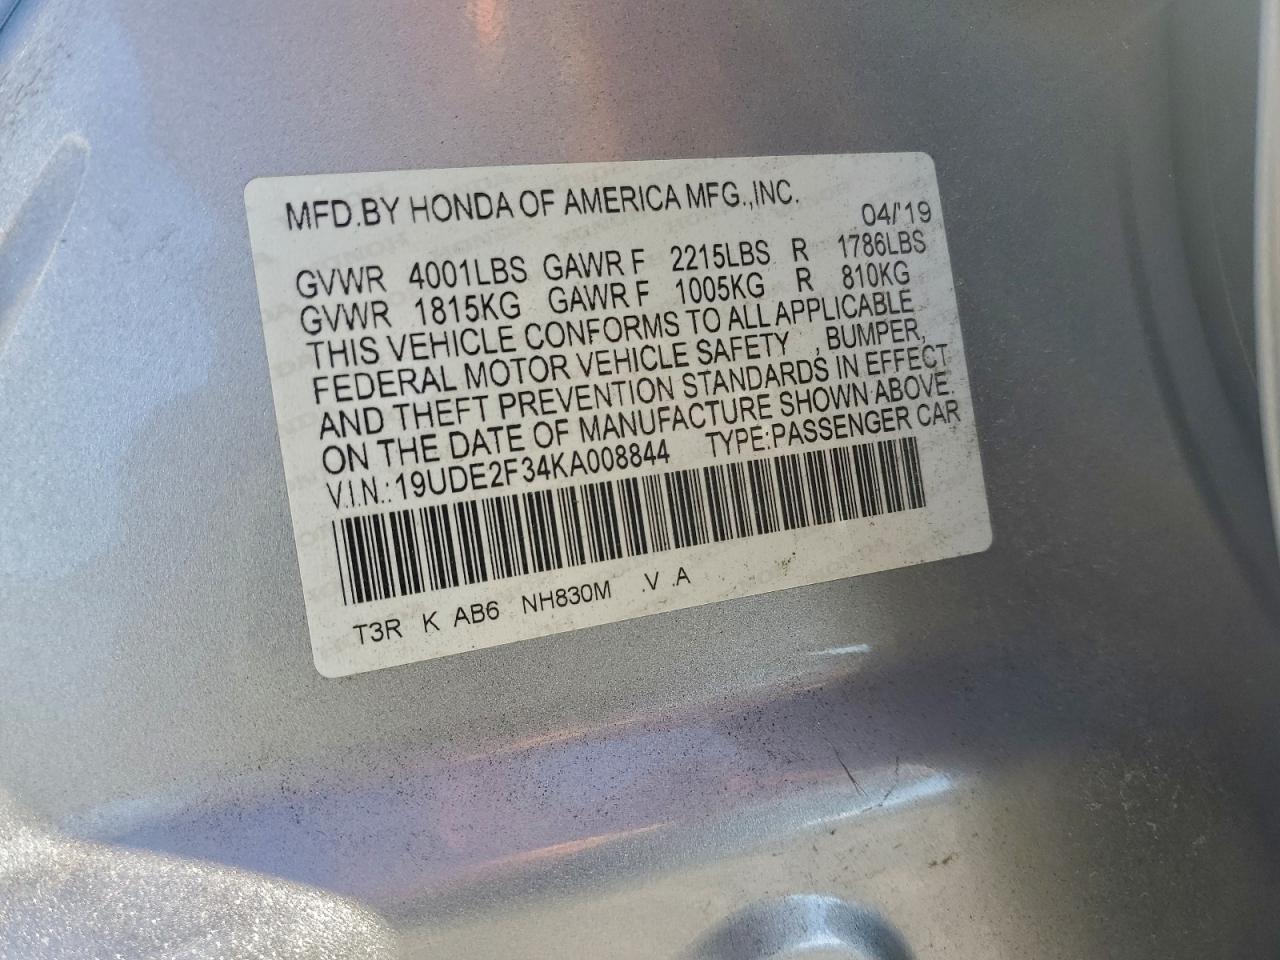 MFD.BY HONDA OF AMERICA MFG.,INC.
04/'19
GVWR 4001LBS GAWR F 2215LBS R 1786LBS
GVWR 1815KG GAWR F 1005KG R 810KG
THIS VEHICLE CONFORMS TO ALL APPLICABLE
FEDERAL MOTOR VEHICLE SAFETY , BUMPER,
AND THEFT PREVENTION STANDARDS IN EFFECT
ON THE DATE OF MANUFACTURE SHOWN ABOVE.
V.I.N.:19UDE2F34KA008844 TYPE:PASSENGER CAR
T3R K AB6 NH830M .V .A